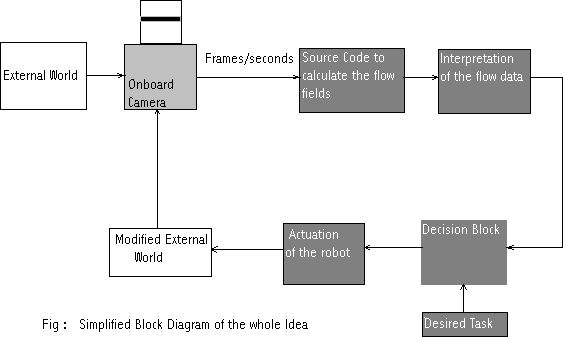 External World
Onboard
Camera
Frames/seconds
Source Code to
calculate the flow
fields
Interpretation
of the flow data
Modified External
World
Actuation
of the robot
Decision Block
Desired Task
Fig : Simplified Block Diagram of the whole Idea